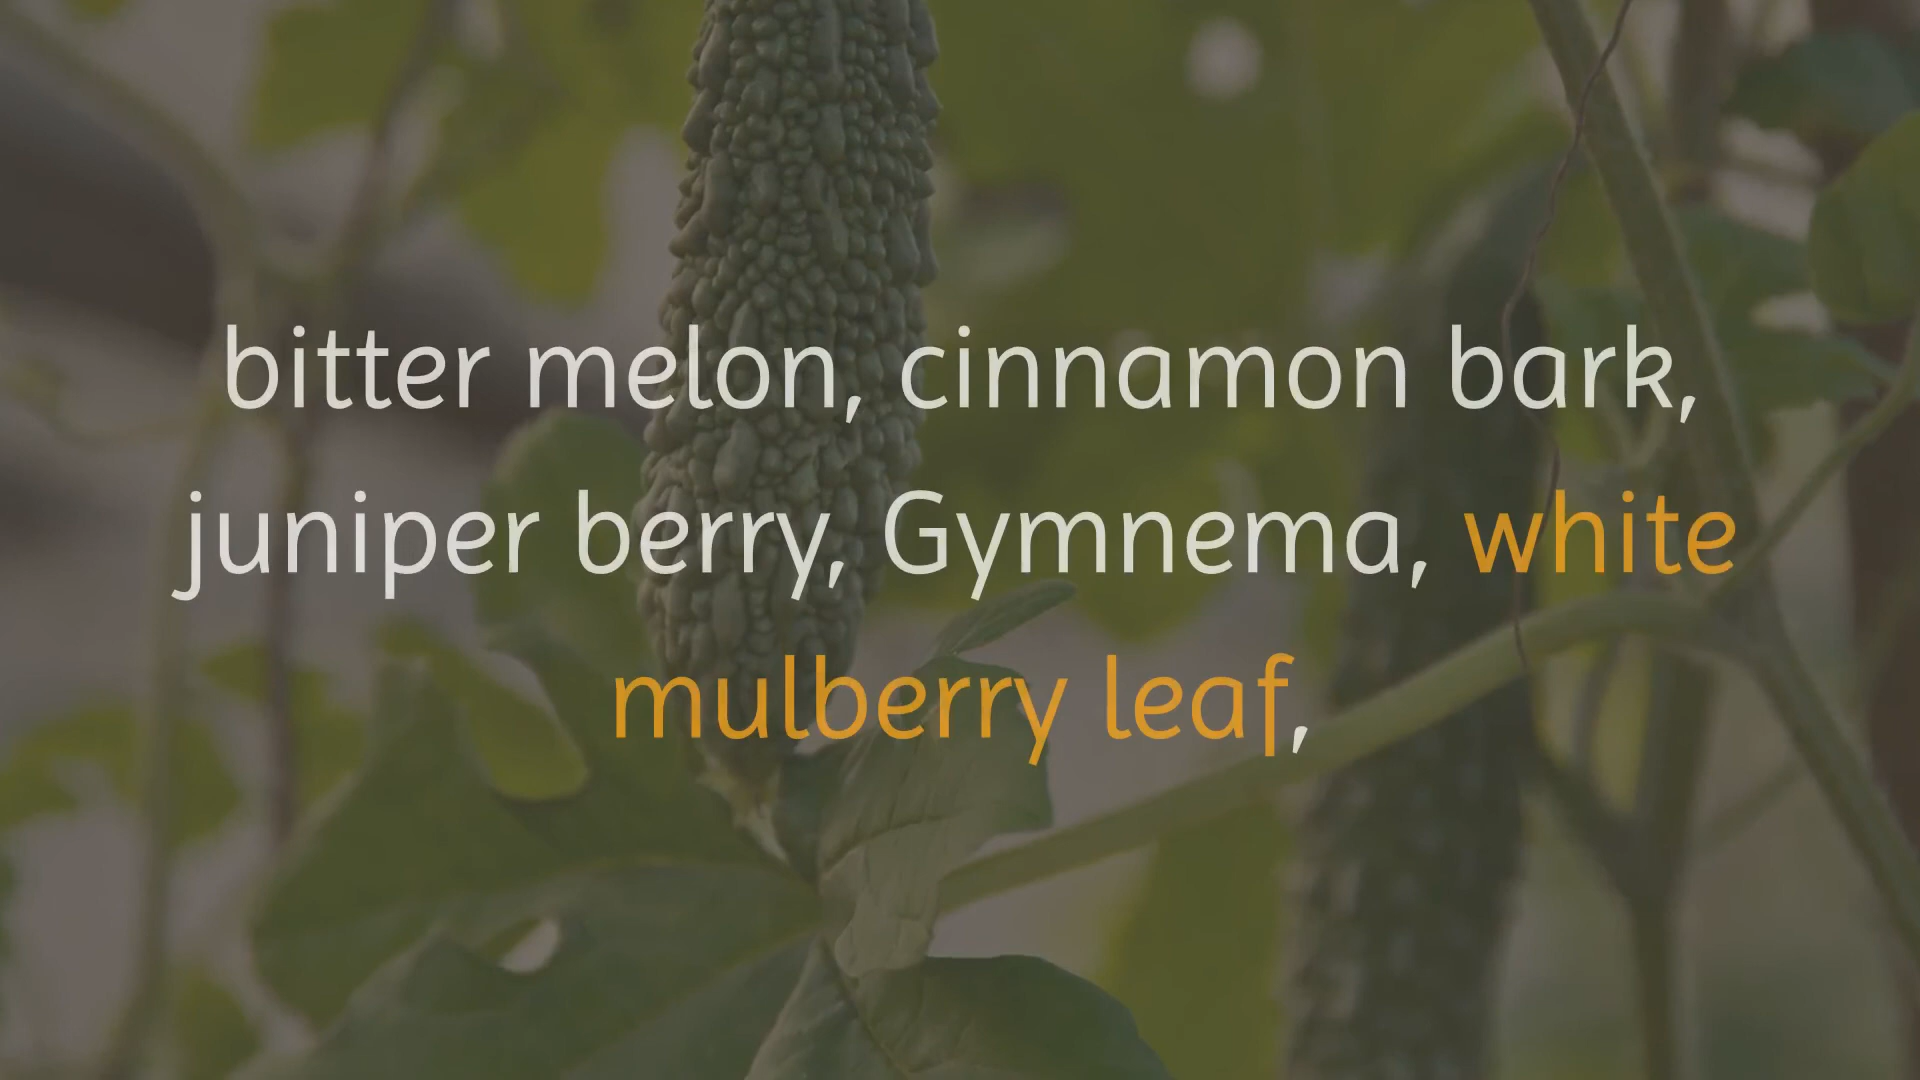 bitter melon, cinnamon bark,
juniper berry, Gymnema, white
mulberry leaf,